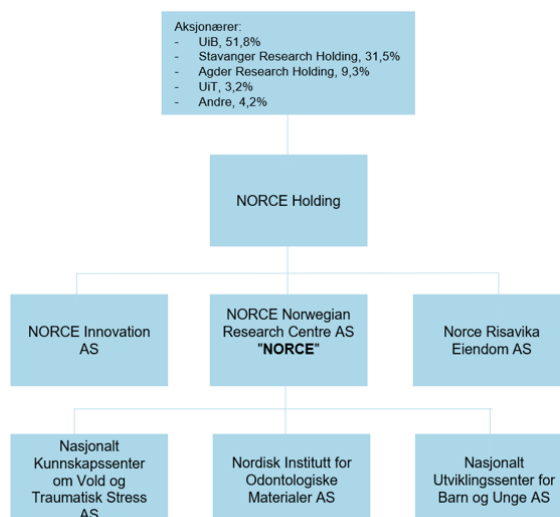 Aksjonærer:
- UiB, 51,8%
- Stavanger Research Holding, 31,5%
- Agder Research Holding, 9,3%
- UiT, 3,2%
- Andre, 4,2%
NORCE Holding
NORCE Innovation
AS
NORCE Norwegian
Research Centre AS
"NORCE"
Norce Risavika
Eiendom AS
Nasjonalt
Kunnskapssenter
om Vold og
Traumatisk Stress
AS
Nordisk Institutt for
Odontologiske
Materialer AS
Nasjonalt
Utviklingssenter for
Barn og Unge AS